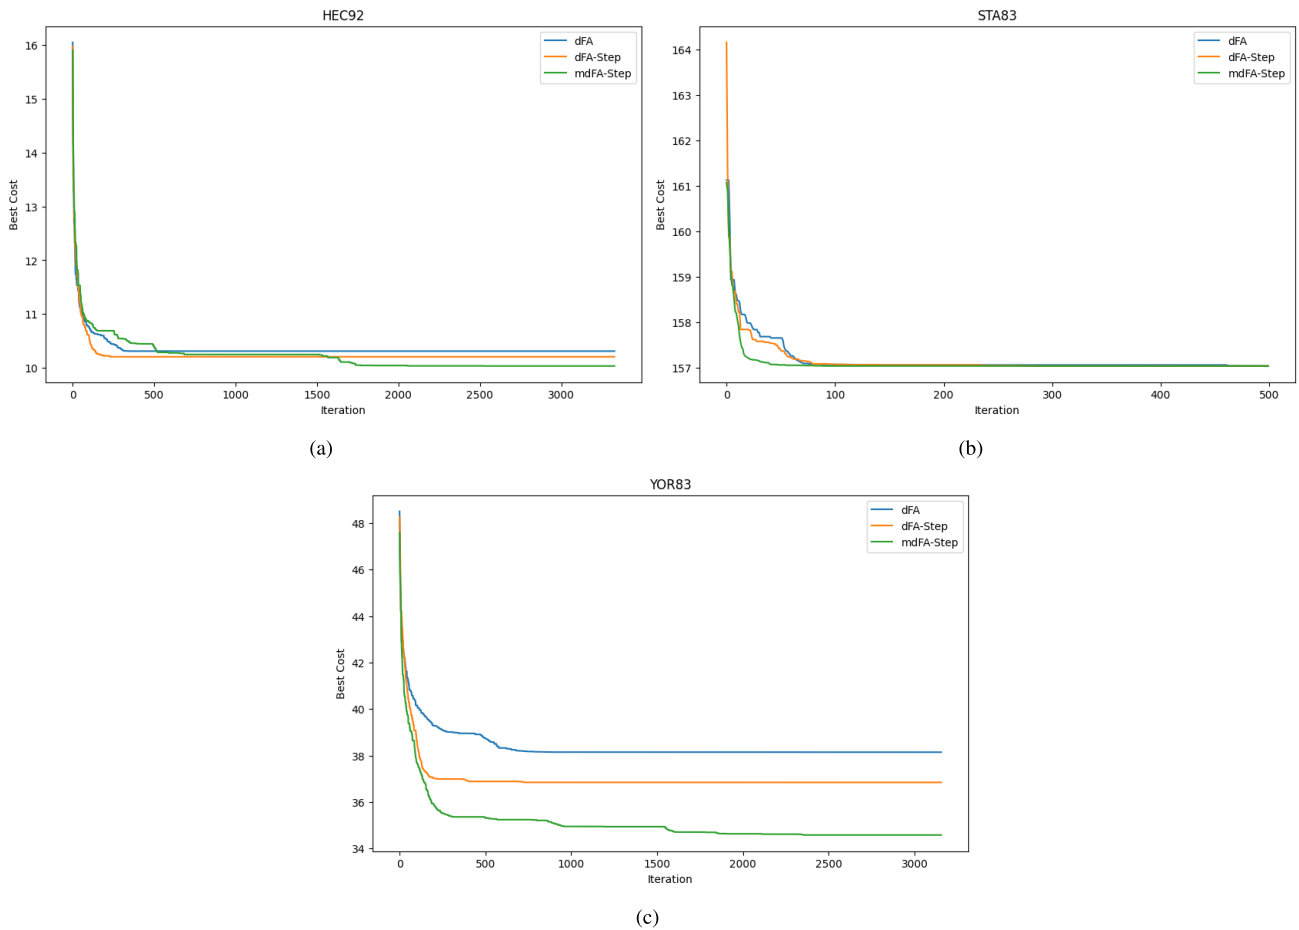 HEC92
16
15
14
13
12
11
10
Best Cost
0
500
1000
1500
2000
2500
3000
Iteration
dFA
dFA-Step
mdFA-Step
(a)
STA83
164
163
162
161
160
159
158
157
Best Cost
0
100
200
300
400
500
Iteration
dFA
dFA-Step
mdFA-Step
(b)
YOR83
48
46
44
42
40
38
36
34
Best Cost
0
500
1000
1500
2000
2500
3000
Iteration
dFA
dFA-Step
mdFA-Step
(c)